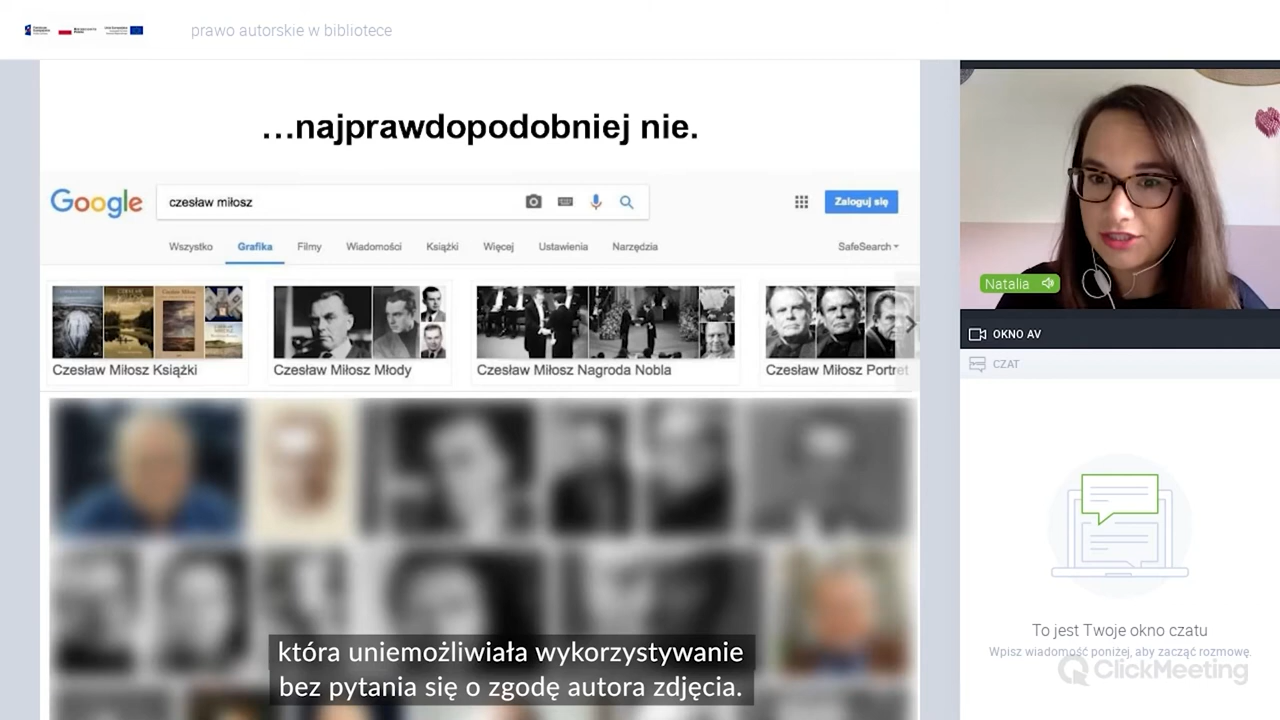 prawo autorskie w bibliotece
…najprawdopodobniej nie.
Google
czesław miłosz
Zaloguj się
Wszystko Grafika Filmy Wiadomości Książki Więcej Ustawienia Narzędzia SafeSearch
Czesław Miłosz Książki
Czesław Miłosz Młody
Czesław Miłosz Nagroda Nobla
Czesław Miłosz Portret
która uniemożliwiała wykorzystywanie
bez pytania się o zgodę autora zdjęcia.
Natalia
OKNO AV
CZAT
To jest Twoje okno czatu
Wpisz wiadomość poniżej, aby zacząć rozmowę.
ClickMeeting